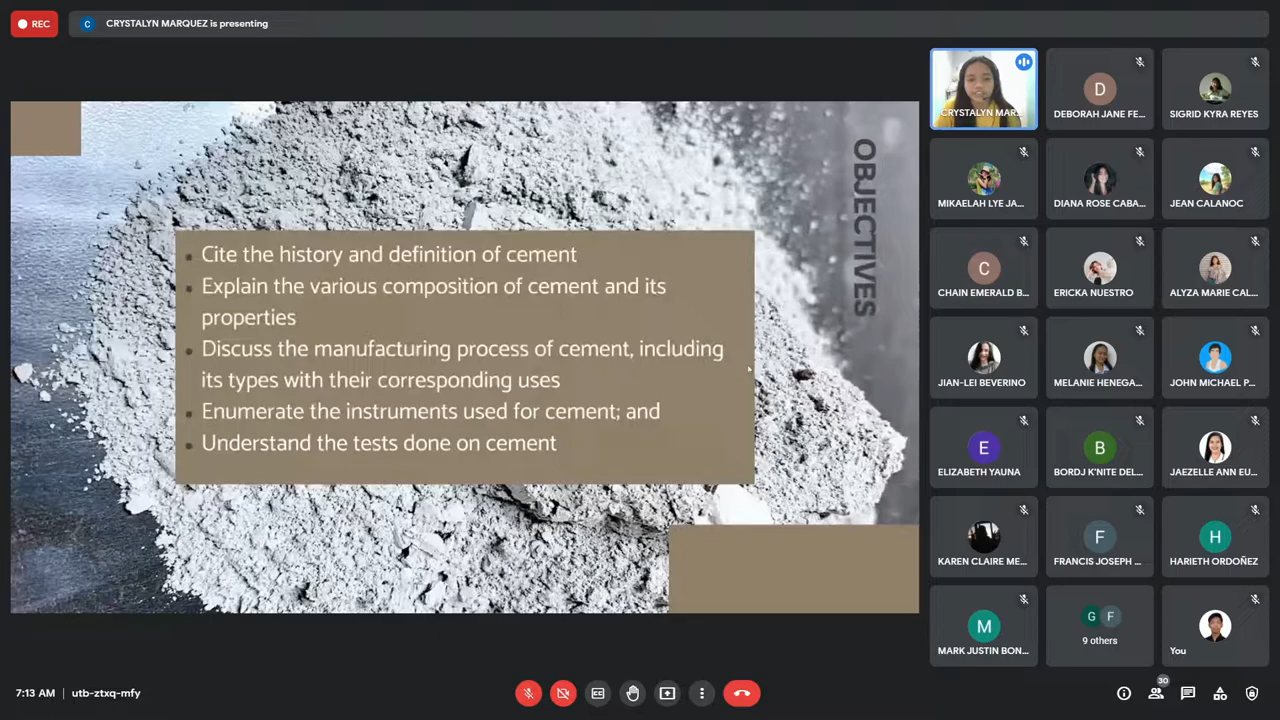 REC
C
CRYSTALYN MARQUEZ is presenting
OBJECTIVES
Cite the history and definition of cement
Explain the various composition of cement and its
properties
Discuss the manufacturing process of cement, including
its types with their corresponding uses
Enumerate the instruments used for cement; and
Understand the tests done on cement
CRYSTALYN MAR...
D
DEBORAH JANE FE...
SIGRID KYRA REYES
MIKAELAH LYE JA...
DIANA ROSE CABA...
JEAN CALANOC
C
CHAIN EMERALD B...
ERICKA NUESTRO
ALYZA MARIE CAL...
JIAN-LEI BEVERINO
MELANIE HENEGA...
JOHN MICHAEL P...
E
ELIZABETH YAUNA
B
BORDJ K'NITE DEL...
JAEZELLE ANN EU...
KAREN CLAIRE ME...
F
FRANCIS JOSEPH ...
H
HARIETH ORDOÑEZ
M
MARK JUSTIN BON...
G F
9 others
You
7:13 AM | utb-ztxq-mfy
30